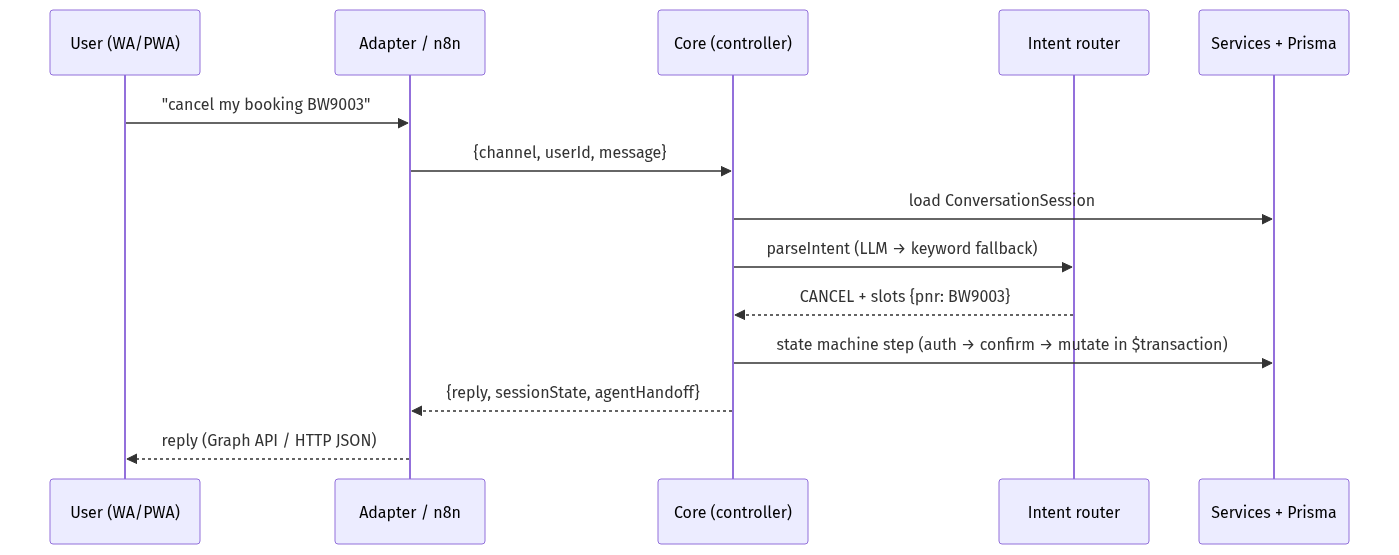 User (WA/PWA)
Adapter / n8n
Core (controller)
Intent router
Services + Prisma
"cancel my booking BW9003"
{channel, userId, message}
load ConversationSession
parseIntent (LLM → keyword fallback)
CANCEL + slots {pnr: BW9003}
state machine step (auth → confirm → mutate in $transaction)
{reply, sessionState, agentHandoff}
reply (Graph API / HTTP JSON)
User (WA/PWA)
Adapter / n8n
Core (controller)
Intent router
Services + Prisma